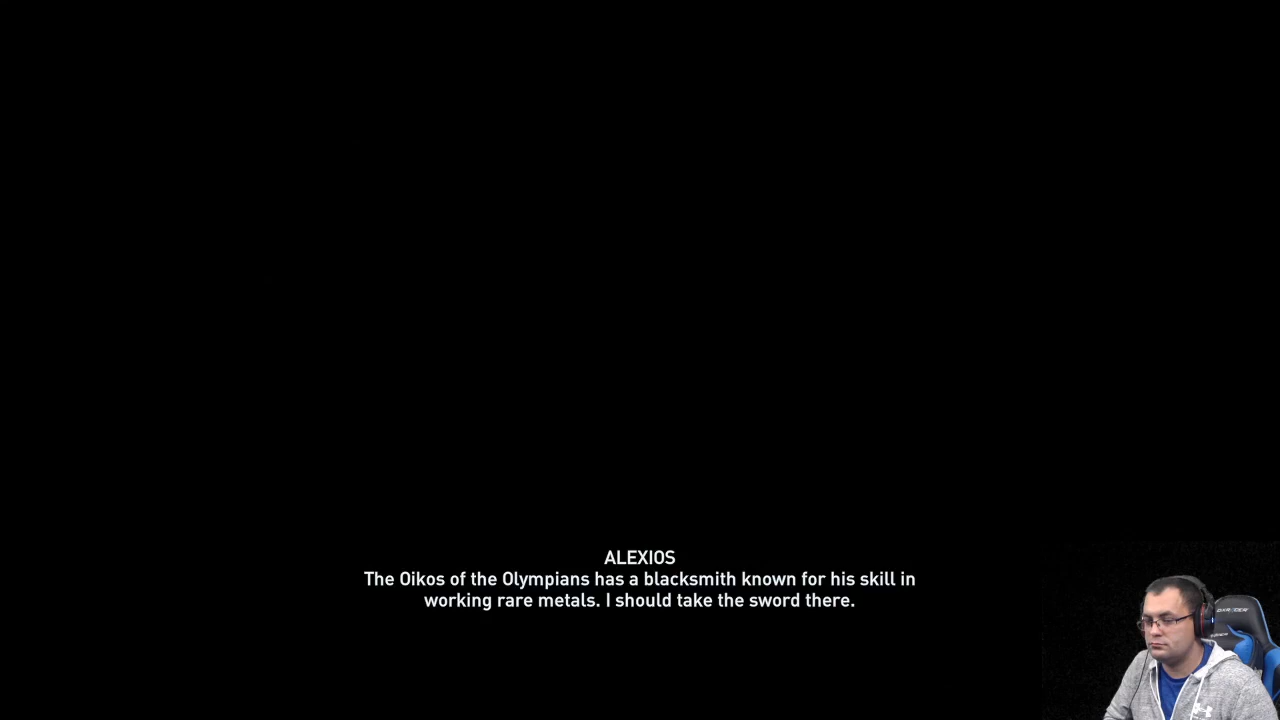 ALEXIOS
The Oikos of the Olympians has a blacksmith known for his skill in
working rare metals. I should take the sword there.
DXRACER